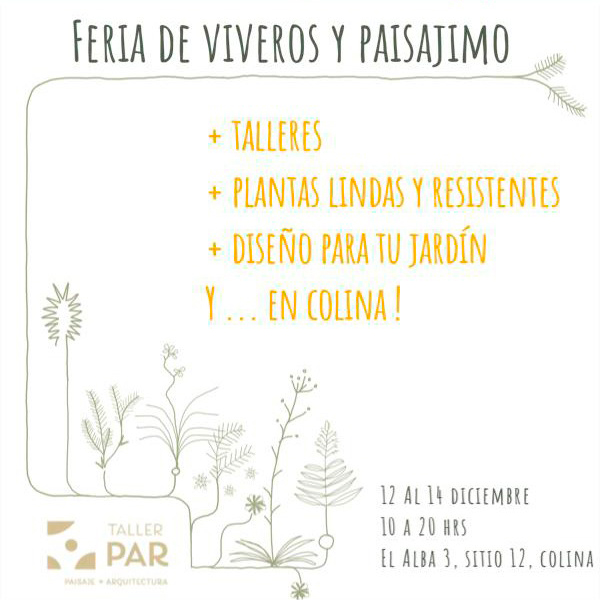 FERIA DE VIVEROS Y PAISAJIMO
+ TALLERES
+ PLANTAS LINDAS Y RESISTENTES
+ DISEÑO PARA TU JARDÍN
Y ... EN COLINA !
12 AL 14 DICIEMBRE
10 A 20 HRS
EL ALBA 3, SITIO 12, COLINA
TALLER
PAR
PAISAJE + ARQUITECTURA